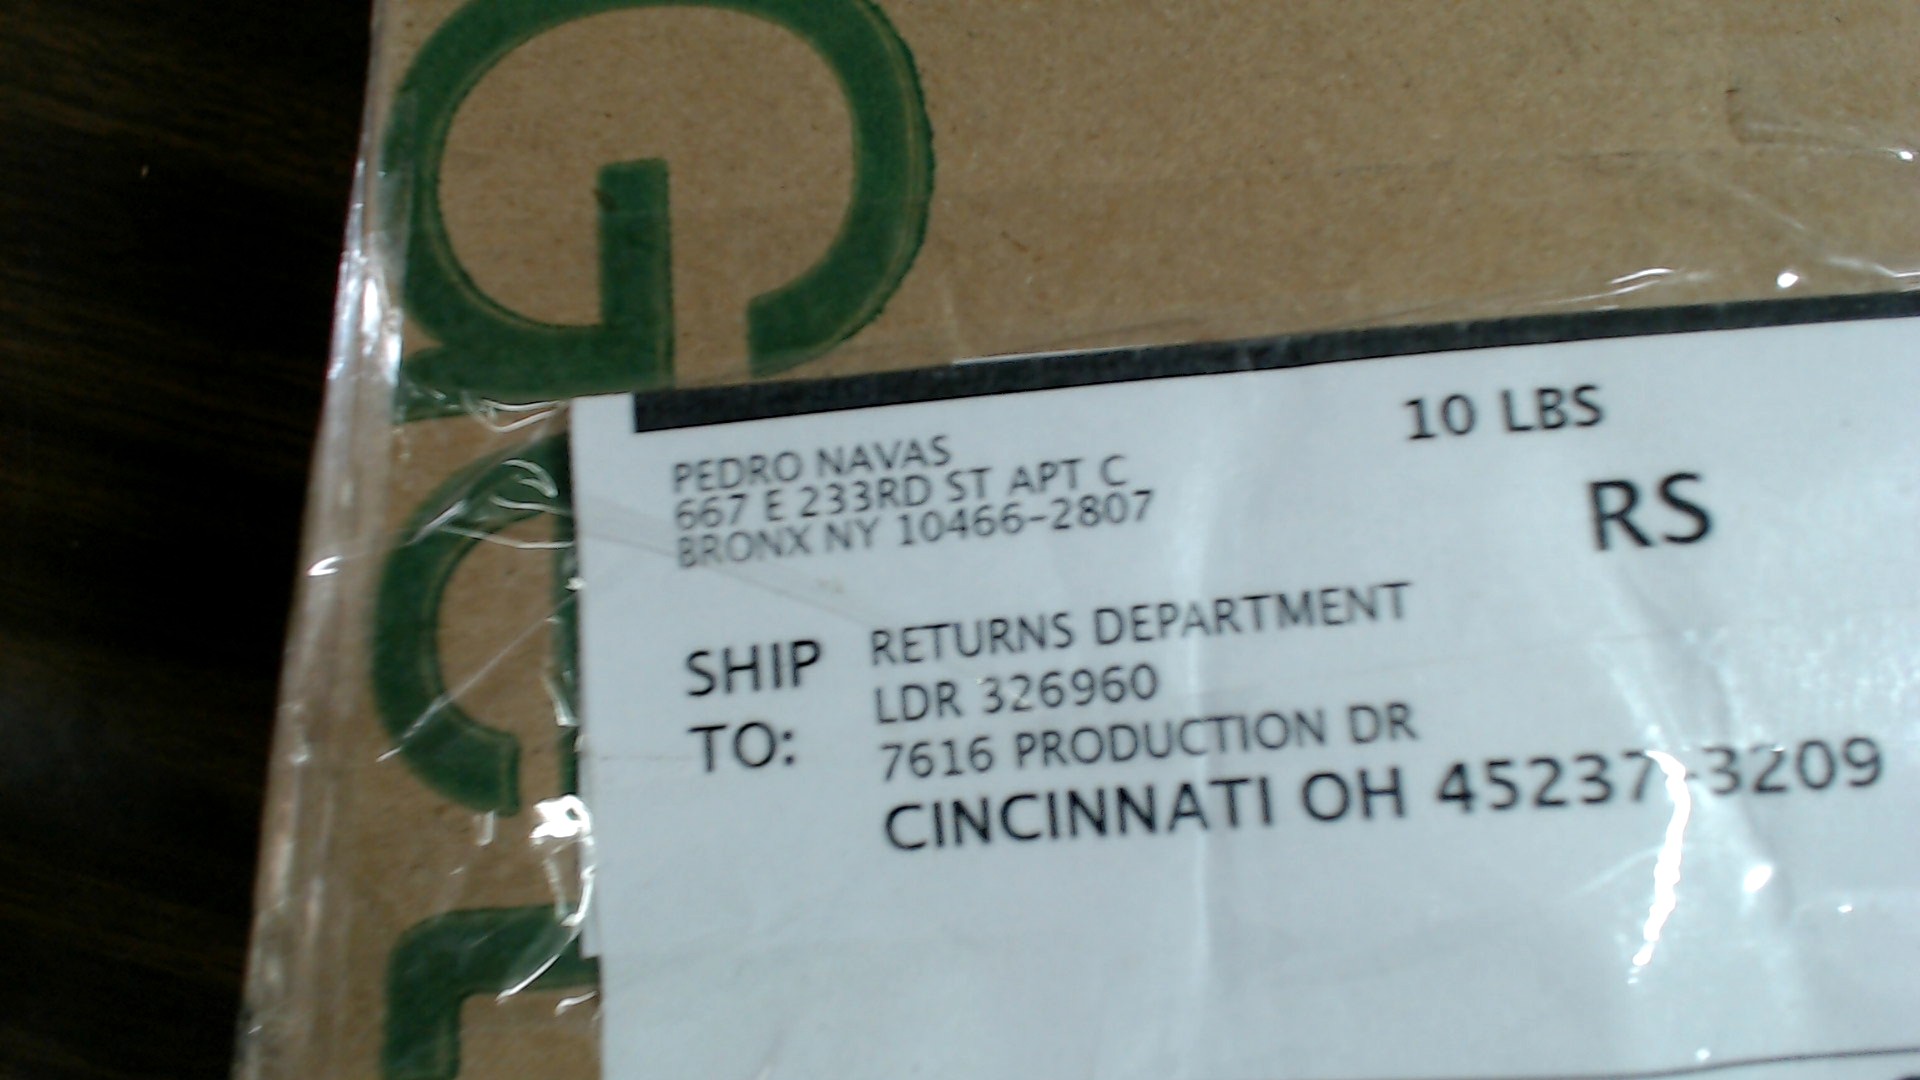 10 LBS
PEDRO NAVAS
667 E 233RD ST APT C
BRONX NY 10466-2807
RS
SHIP
TO:
RETURNS DEPARTMENT
LDR 326960
7616 PRODUCTION DR
CINCINNATI OH 45237-3209